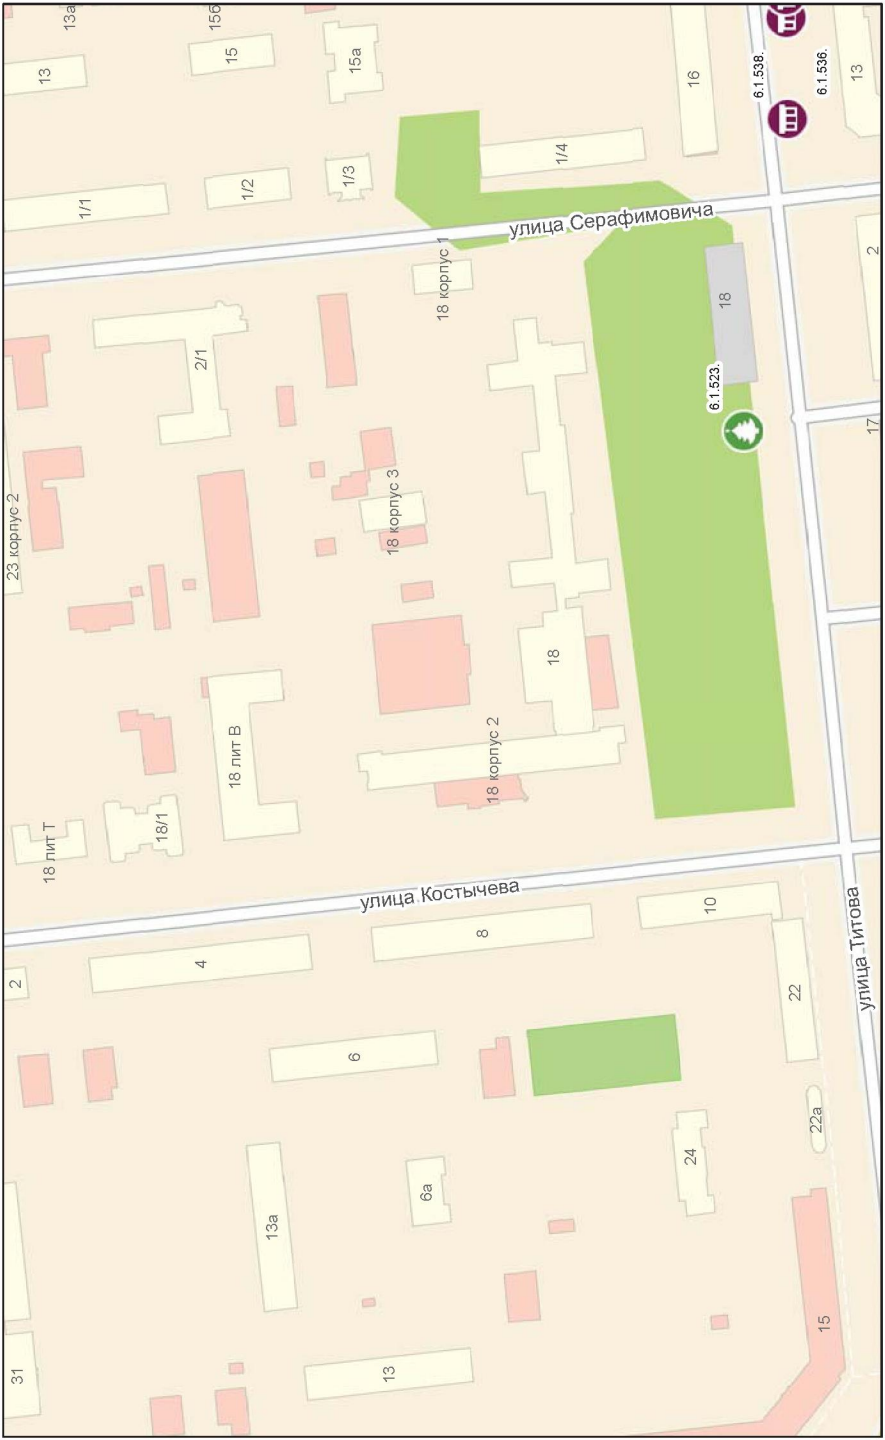 13а
15б
13
15
15а
16
6.1.538.
6.1.536.
13
1/1
1/2
1/3
1/4
улица Серафимовича
18 корпус 1
18
2
2/1
6.1.523.
17
23 корпус 2
18 корпус 3
18
18 лит В
18 корпус 2
18 лит Т
18/1
улица Костычева
2
4
8
10
22
улица Титова
6
22а
24
6а
13а
31
13
15